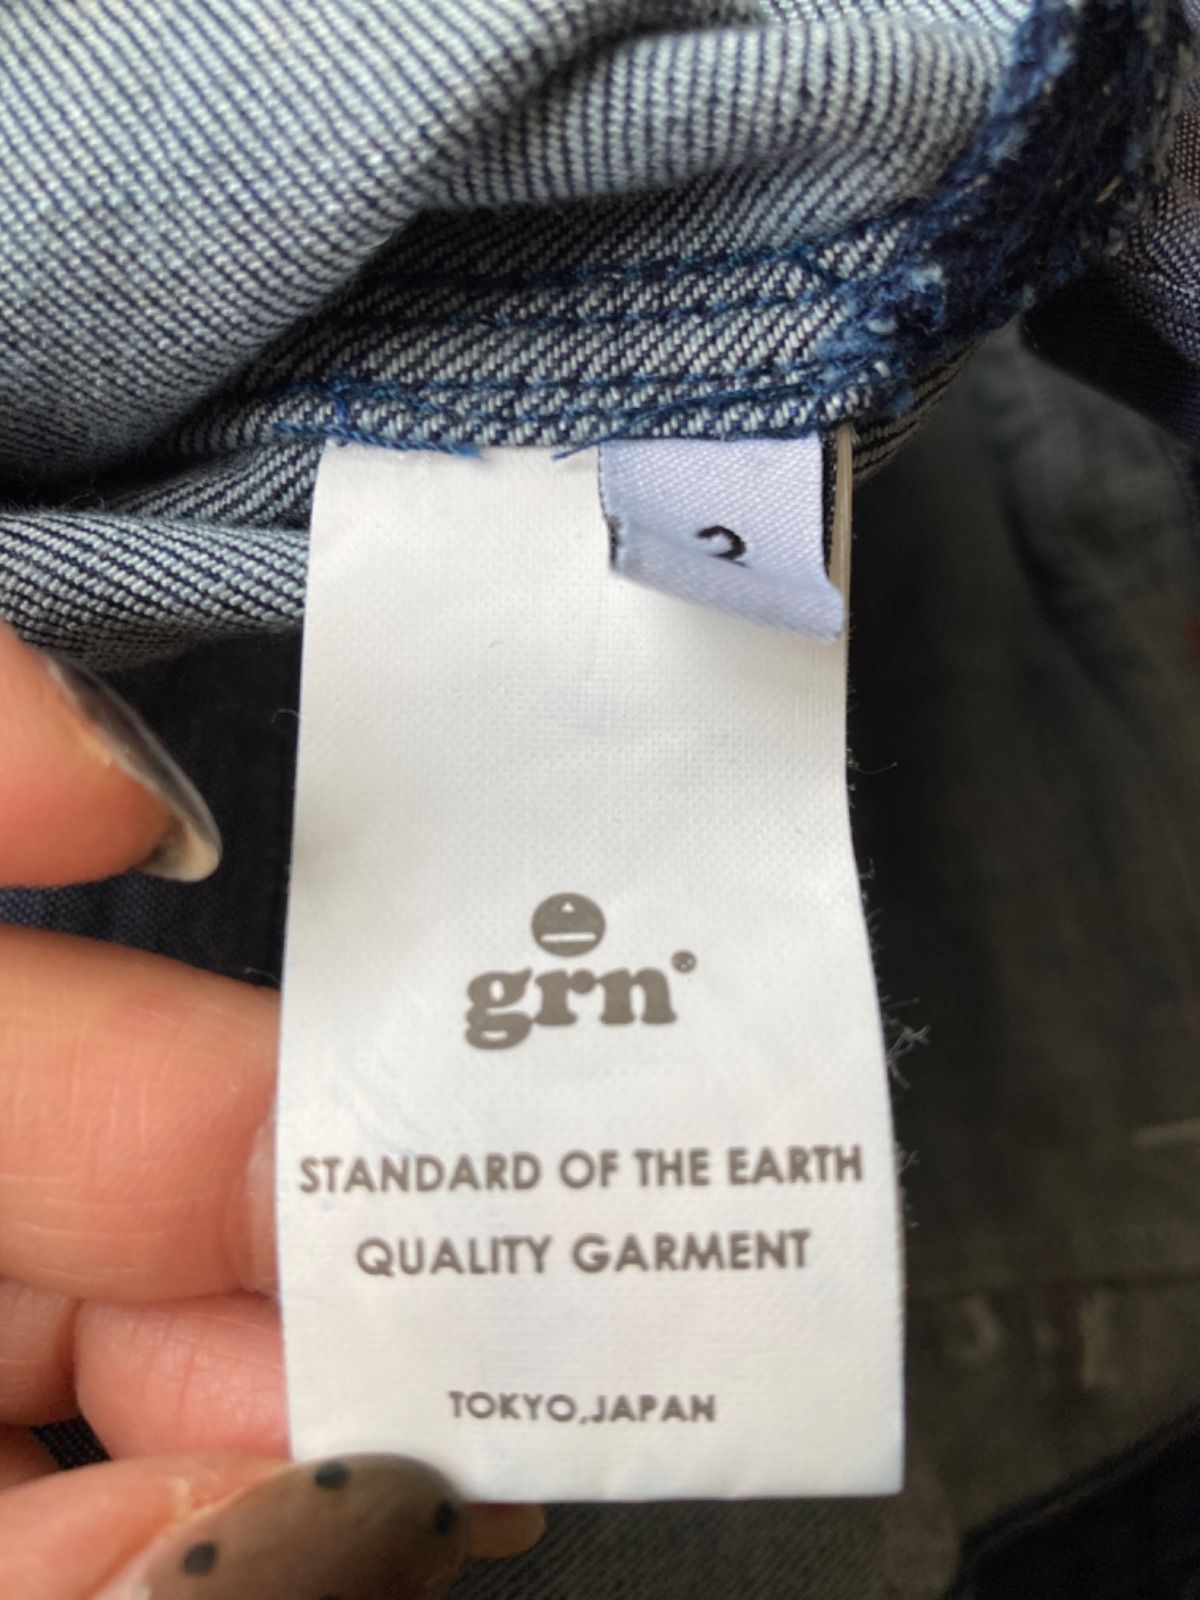 2
grn®
STANDARD OF THE EARTH
QUALITY GARMENT
TOKYO,JAPAN